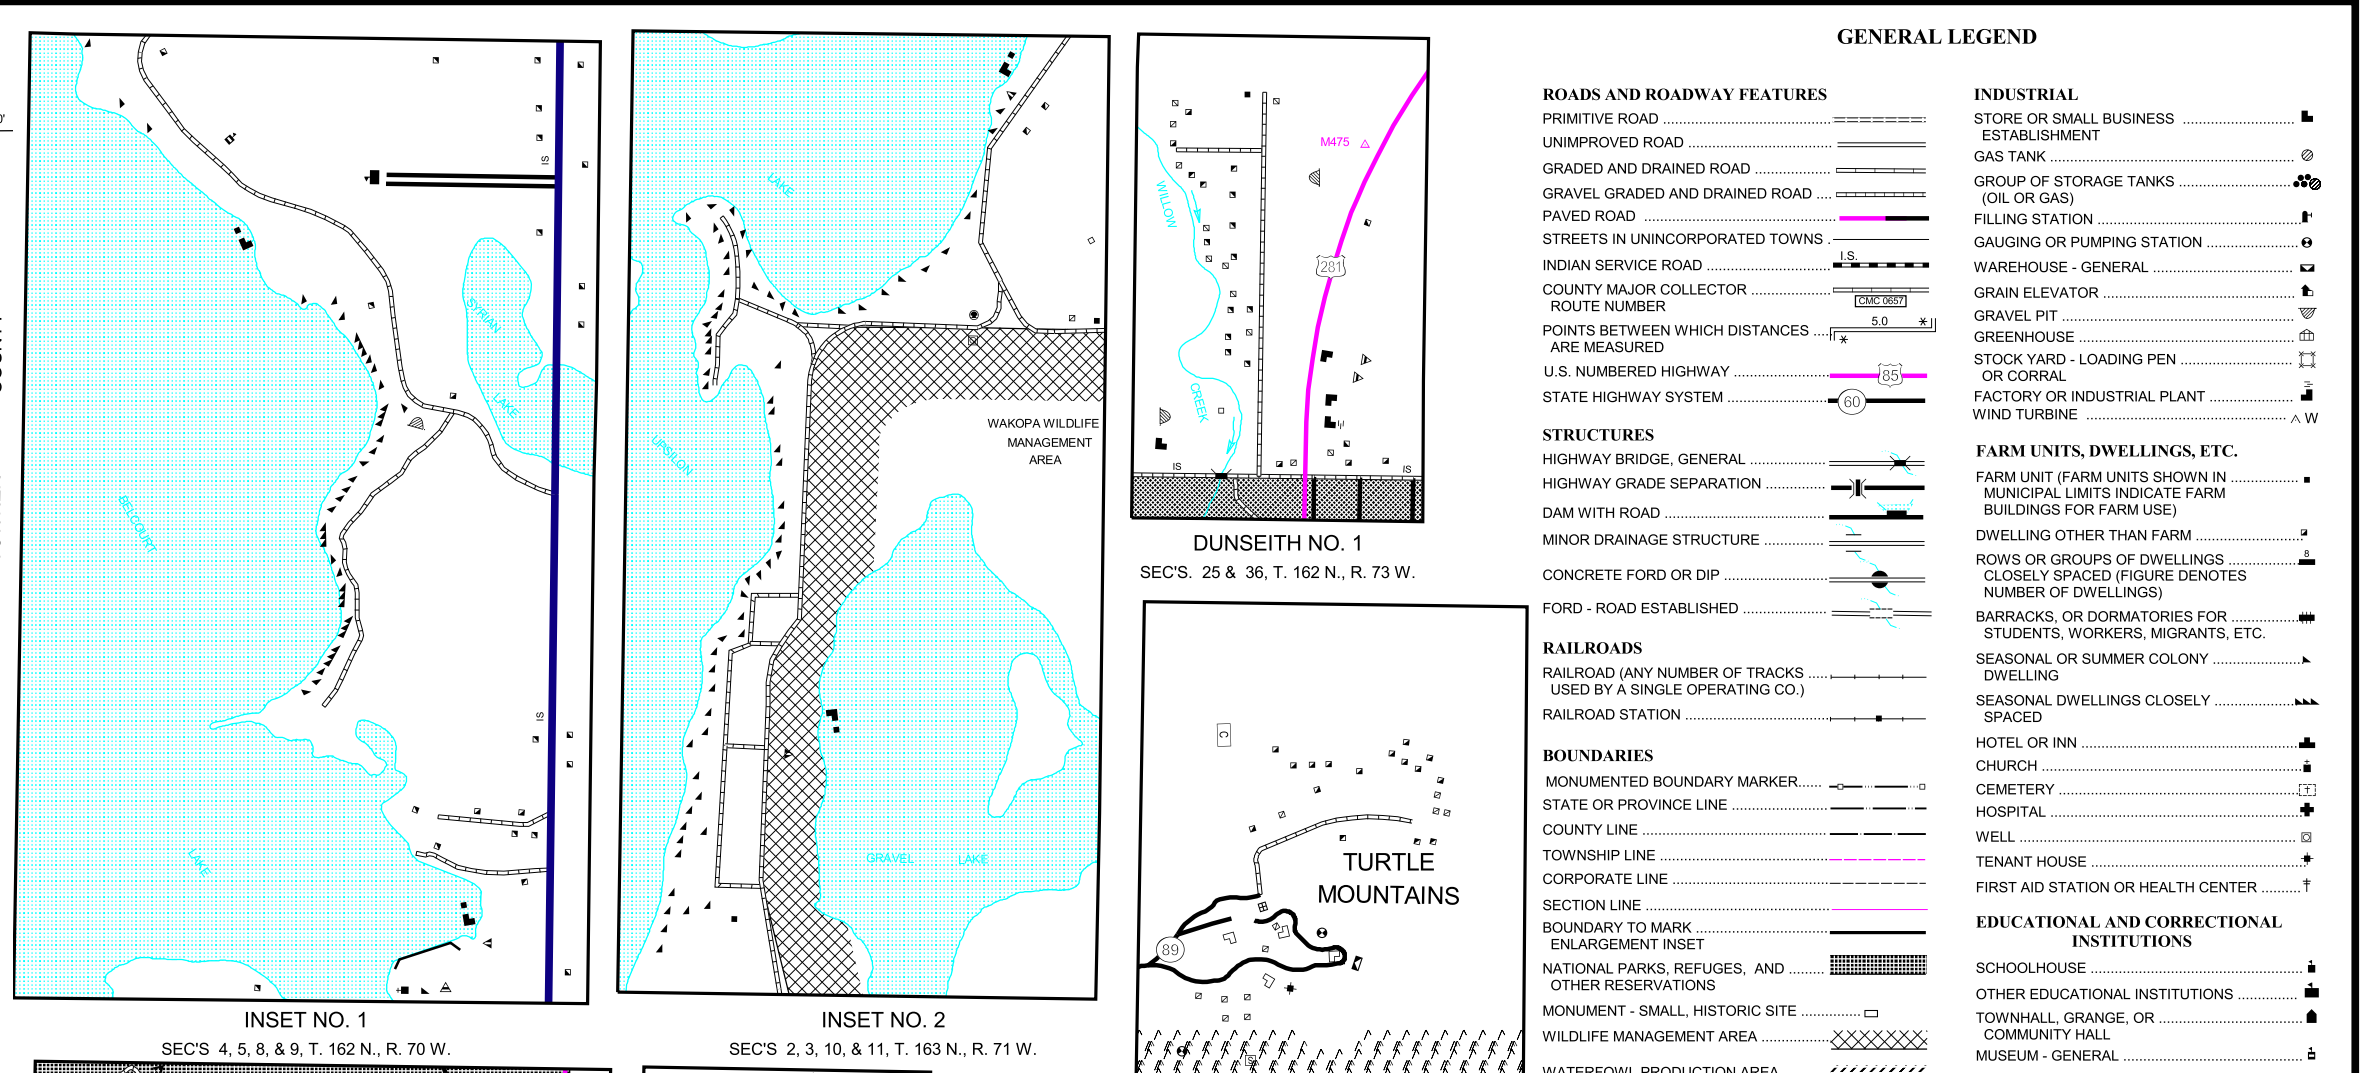 0'
IS
SYRIAN
LAKE
BELCOURT
LAKE
IS
INSET NO. 1
SEC'S 4, 5, 8, & 9, T. 162 N., R. 70 W.
LAKE
UPSILON
WAKOPA WILDLIFE
MANAGEMENT
AREA
GRAVEL LAKE
INSET NO. 2
SEC'S 2, 3, 10, & 11, T. 163 N., R. 71 W.
M475
WILLOW
281
CREEK
IS
IS
DUNSEITH NO. 1
SEC'S. 25 & 36, T. 162 N., R. 73 W.
C
TURTLE
MOUNTAINS
89
S
GENERAL LEGEND
ROADS AND ROADWAY FEATURES
PRIMITIVE ROAD
UNIMPROVED ROAD
GRADED AND DRAINED ROAD
GRAVEL GRADED AND DRAINED ROAD
PAVED ROAD
STREETS IN UNINCORPORATED TOWNS
INDIAN SERVICE ROAD I.S.
COUNTY MAJOR COLLECTOR
ROUTE NUMBER CMC 0657
POINTS BETWEEN WHICH DISTANCES 5.0
ARE MEASURED
U.S. NUMBERED HIGHWAY 85
STATE HIGHWAY SYSTEM 60
STRUCTURES
HIGHWAY BRIDGE, GENERAL
HIGHWAY GRADE SEPARATION
DAM WITH ROAD
MINOR DRAINAGE STRUCTURE
CONCRETE FORD OR DIP
FORD - ROAD ESTABLISHED
RAILROADS
RAILROAD (ANY NUMBER OF TRACKS
USED BY A SINGLE OPERATING CO.)
RAILROAD STATION
BOUNDARIES
MONUMENTED BOUNDARY MARKER
STATE OR PROVINCE LINE
COUNTY LINE
TOWNSHIP LINE
CORPORATE LINE
SECTION LINE
BOUNDARY TO MARK
ENLARGEMENT INSET
NATIONAL PARKS, REFUGES, AND
OTHER RESERVATIONS
MONUMENT - SMALL, HISTORIC SITE
WILDLIFE MANAGEMENT AREA
WATERFOWL PRODUCTION AREA
INDUSTRIAL
STORE OR SMALL BUSINESS
ESTABLISHMENT
GAS TANK
GROUP OF STORAGE TANKS
(OIL OR GAS)
FILLING STATION
GAUGING OR PUMPING STATION
WAREHOUSE - GENERAL
GRAIN ELEVATOR
GRAVEL PIT
GREENHOUSE
STOCK YARD - LOADING PEN
OR CORRAL
FACTORY OR INDUSTRIAL PLANT
WIND TURBINE W
FARM UNITS, DWELLINGS, ETC.
FARM UNIT (FARM UNITS SHOWN IN
MUNICIPAL LIMITS INDICATE FARM
BUILDINGS FOR FARM USE)
DWELLING OTHER THAN FARM
ROWS OR GROUPS OF DWELLINGS 8
CLOSELY SPACED (FIGURE DENOTES
NUMBER OF DWELLINGS)
BARRACKS, OR DORMATORIES FOR
STUDENTS, WORKERS, MIGRANTS, ETC.
SEASONAL OR SUMMER COLONY
DWELLING
SEASONAL DWELLINGS CLOSELY
SPACED
HOTEL OR INN
CHURCH
CEMETERY
HOSPITAL
WELL
TENANT HOUSE
FIRST AID STATION OR HEALTH CENTER
EDUCATIONAL AND CORRECTIONAL
INSTITUTIONS
SCHOOLHOUSE
OTHER EDUCATIONAL INSTITUTIONS
TOWNHALL, GRANGE, OR
COMMUNITY HALL
MUSEUM - GENERAL